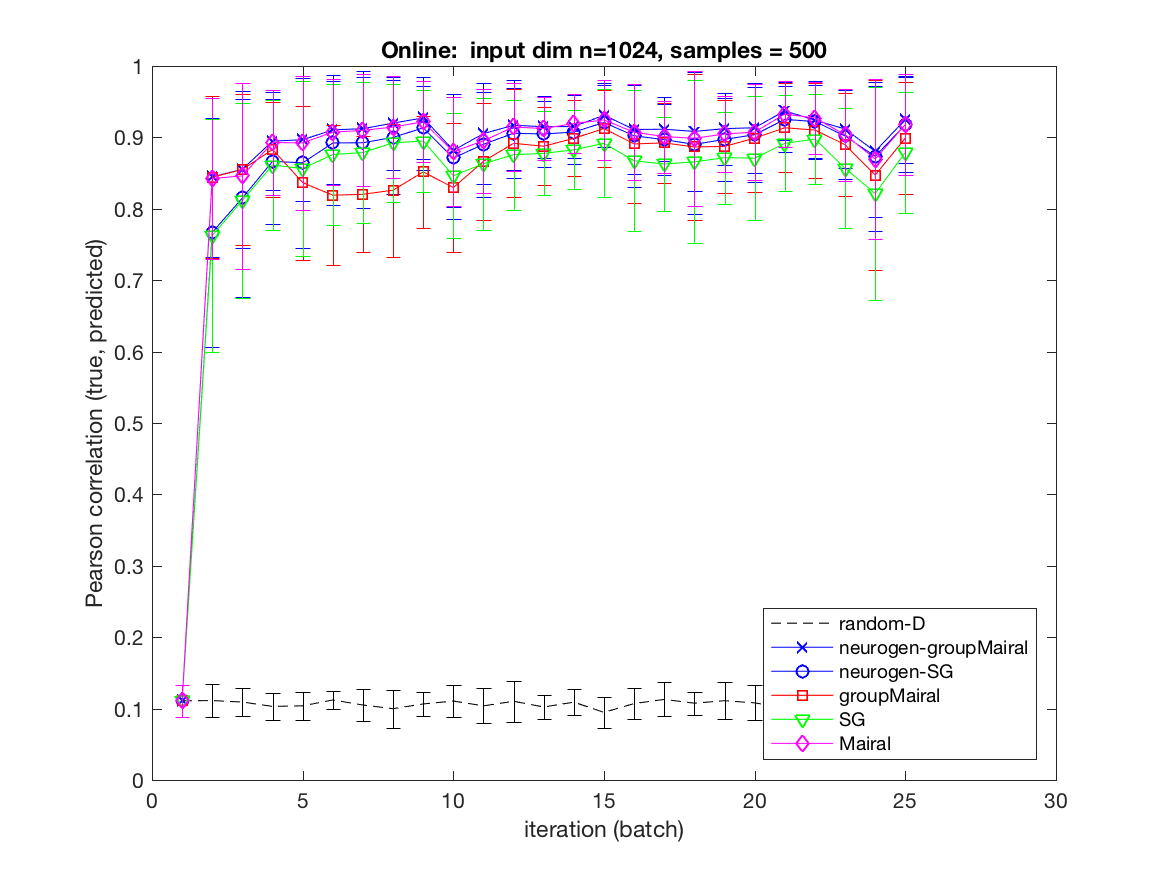 Online: input dim n=1024, samples = 500
1
0.9
0.8
0.7
0.6
0.5
0.4
0.3
0.2
0.1
0
Pearson correlation (true, predicted)
random-D
neurogen-groupMairal
neurogen-SG
groupMairal
SG
Mairal
0 5 10 15 20 25 30
iteration (batch)